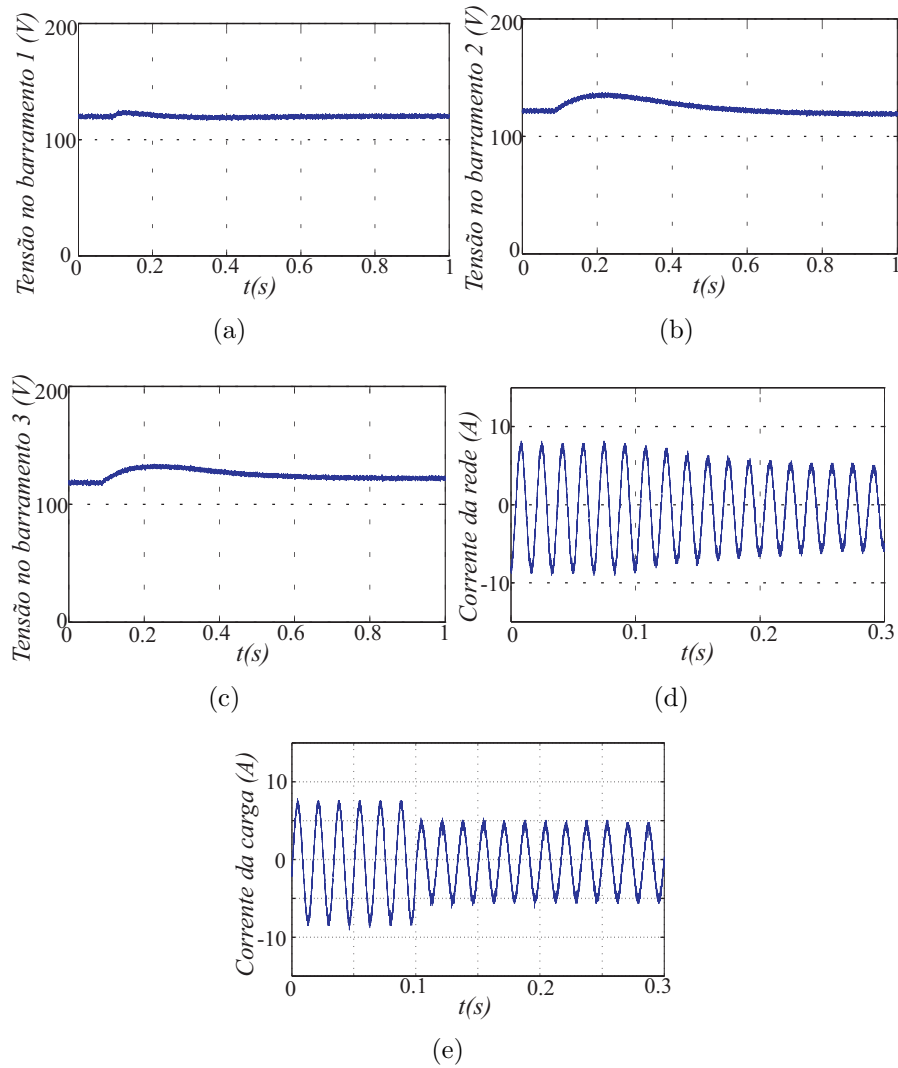 Tensão no barramento 1 (V)
200
100
0
0
0.2
0.4
0.6
0.8
1
t(s)
(a)
Tensão no barramento 2 (V)
200
100
0
0
0.2
0.4
0.6
0.8
1
t(s)
(b)
Tensão no barramento 3 (V)
200
100
0
0
0.2
0.4
0.6
0.8
1
t(s)
(c)
Corrente da rede (A)
10
0
-10
0
0.1
0.2
0.3
t(s)
(d)
Corrente da carga (A)
10
0
-10
0
0.1
0.2
0.3
t(s)
(e)